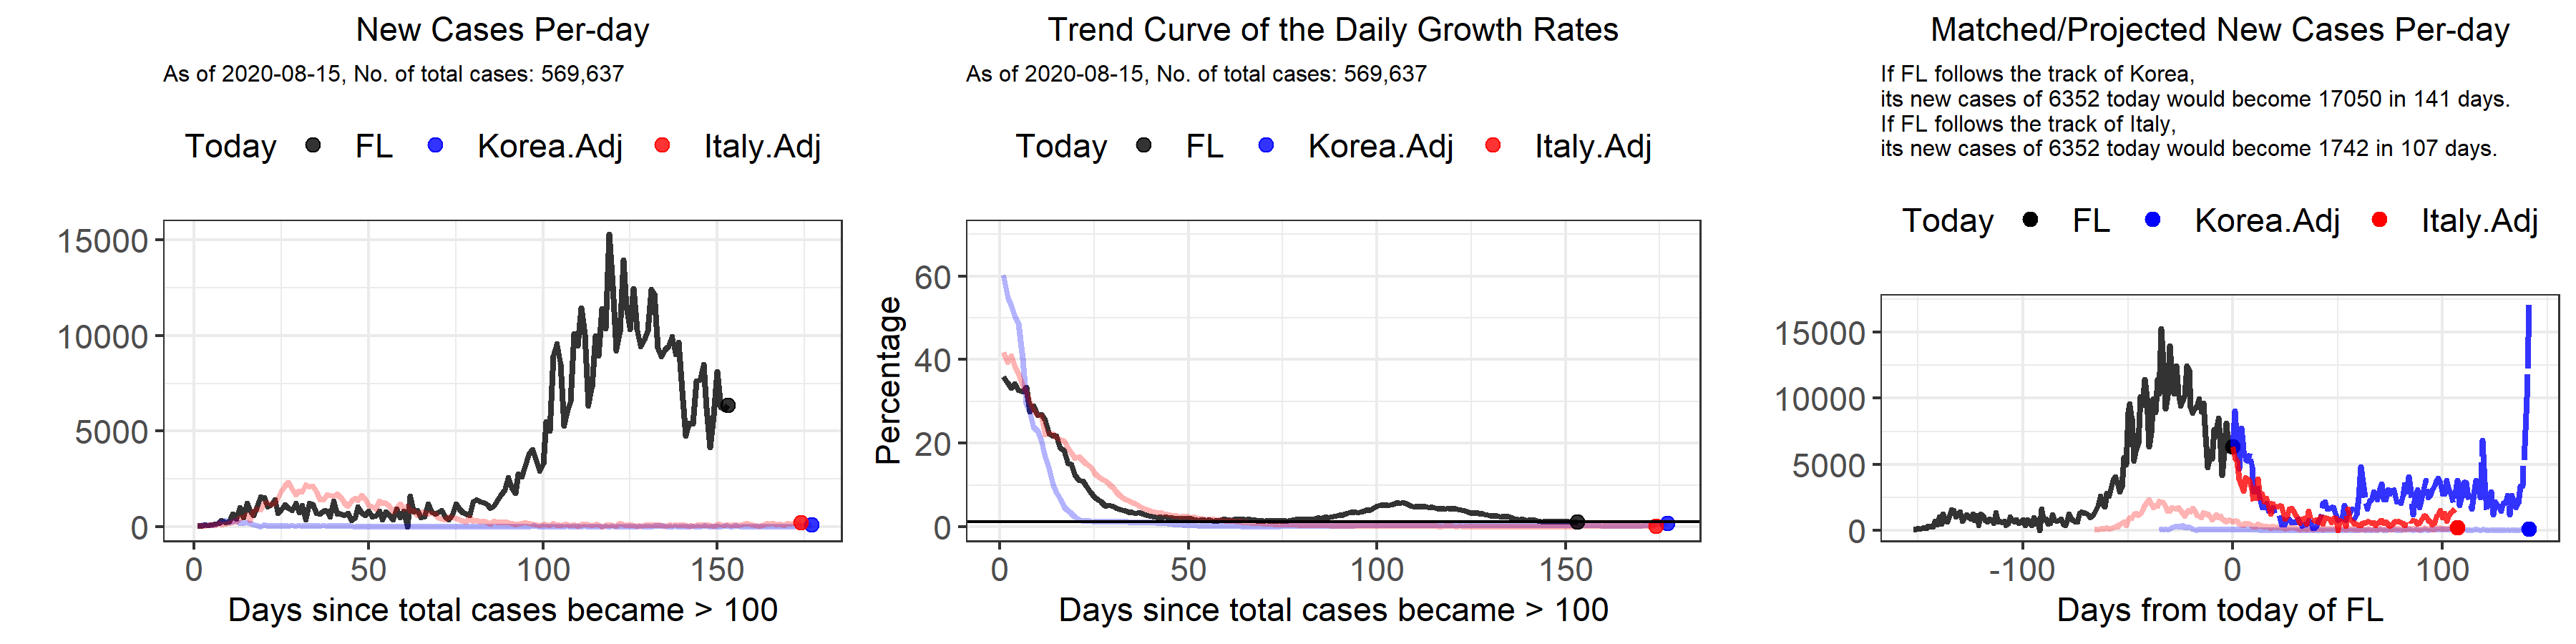 New Cases Per-day
As of 2020-08-15, No. of total cases: 569,637
Today FL Korea.Adj Italy.Adj
15000
10000
5000
0
0 50 100 150
Days since total cases became > 100
Trend Curve of the Daily Growth Rates
As of 2020-08-15, No. of total cases: 569,637
Today FL Korea.Adj Italy.Adj
Percentage
60
40
20
0
0 50 100 150
Days since total cases became > 100
Matched/Projected New Cases Per-day
If FL follows the track of Korea,
its new cases of 6352 today would become 17050 in 141 days.
If FL follows the track of Italy,
its new cases of 6352 today would become 1742 in 107 days.
Today FL Korea.Adj Italy.Adj
15000
10000
5000
0
-100 0 100
Days from today of FL